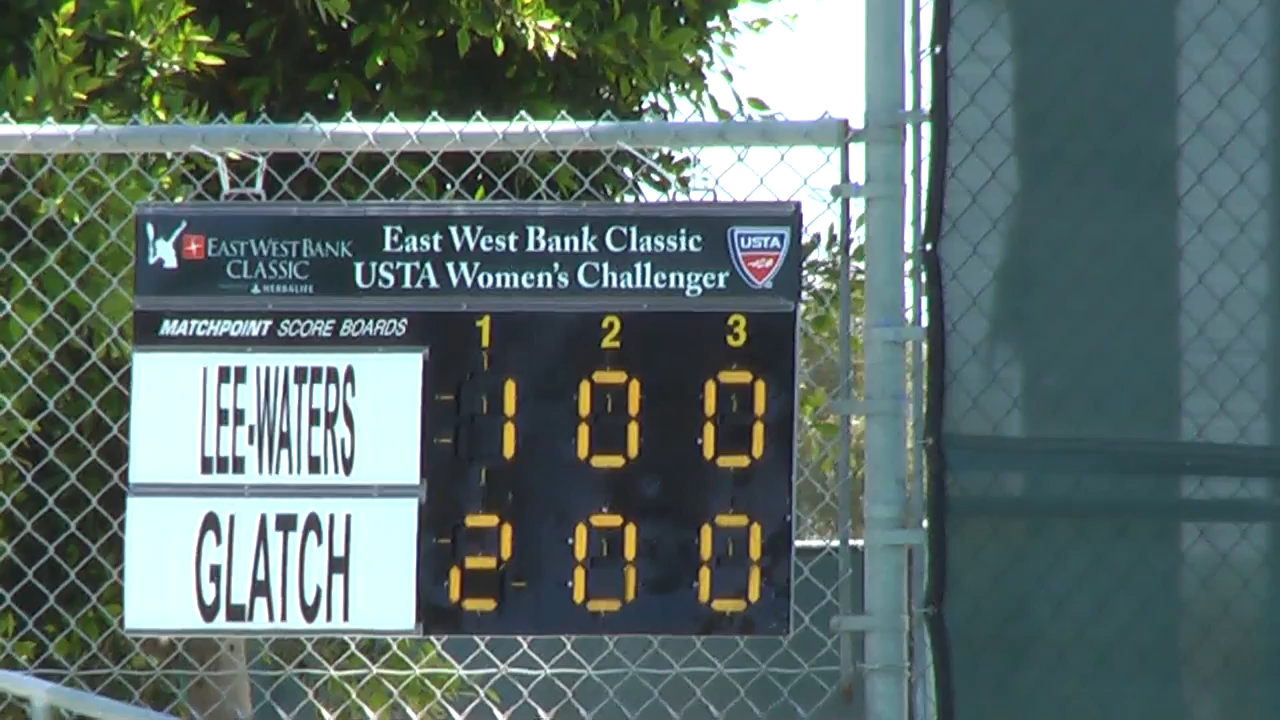 EAST WEST BANK
CLASSIC
HERBALIFE
East West Bank Classic
USTA Women's Challenger
USTA
MATCHPOINT SCORE BOARDS 1 2 3
LEE-WATERS 1 0 0
GLATCH 2 0 0